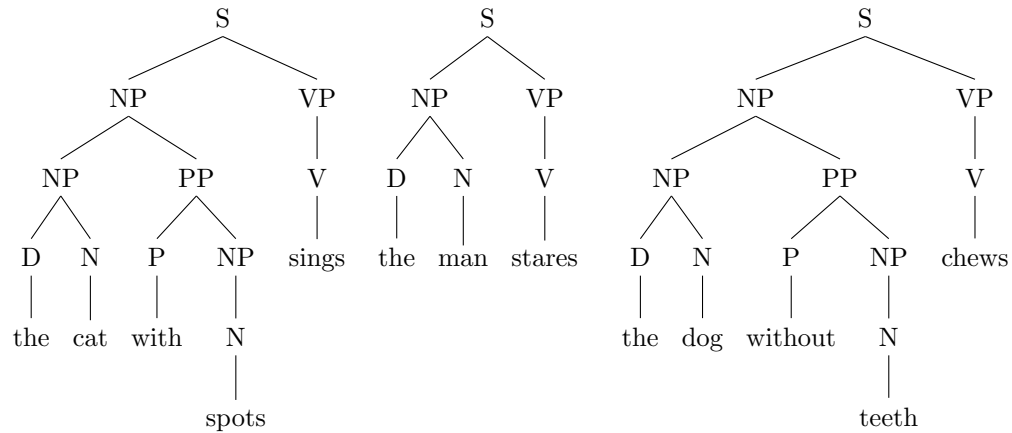 S S S
NP VP NP VP NP VP
NP PP V D N V NP PP V
D N P NP sings the man stares D N P NP chews
the cat with N the dog without N
spots teeth